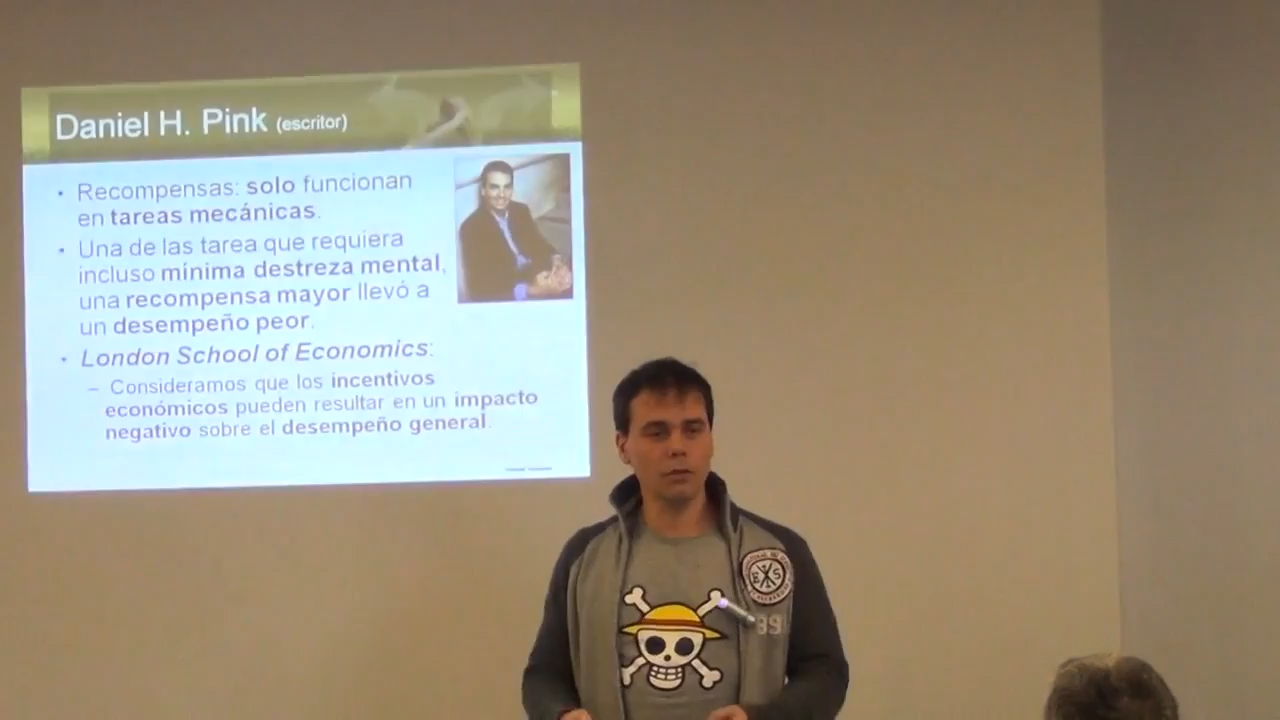 Daniel H. Pink (escritor)
• Recompensas: solo funcionan
en tareas mecánicas.
• Una de las tarea que requiera
incluso mínima destreza mental,
una recompensa mayor llevó a
un desempeño peor.
• London School of Economics:
– Consideramos que los incentivos
económicos pueden resultar en un impacto
negativo sobre el desempeño general.
E S
39